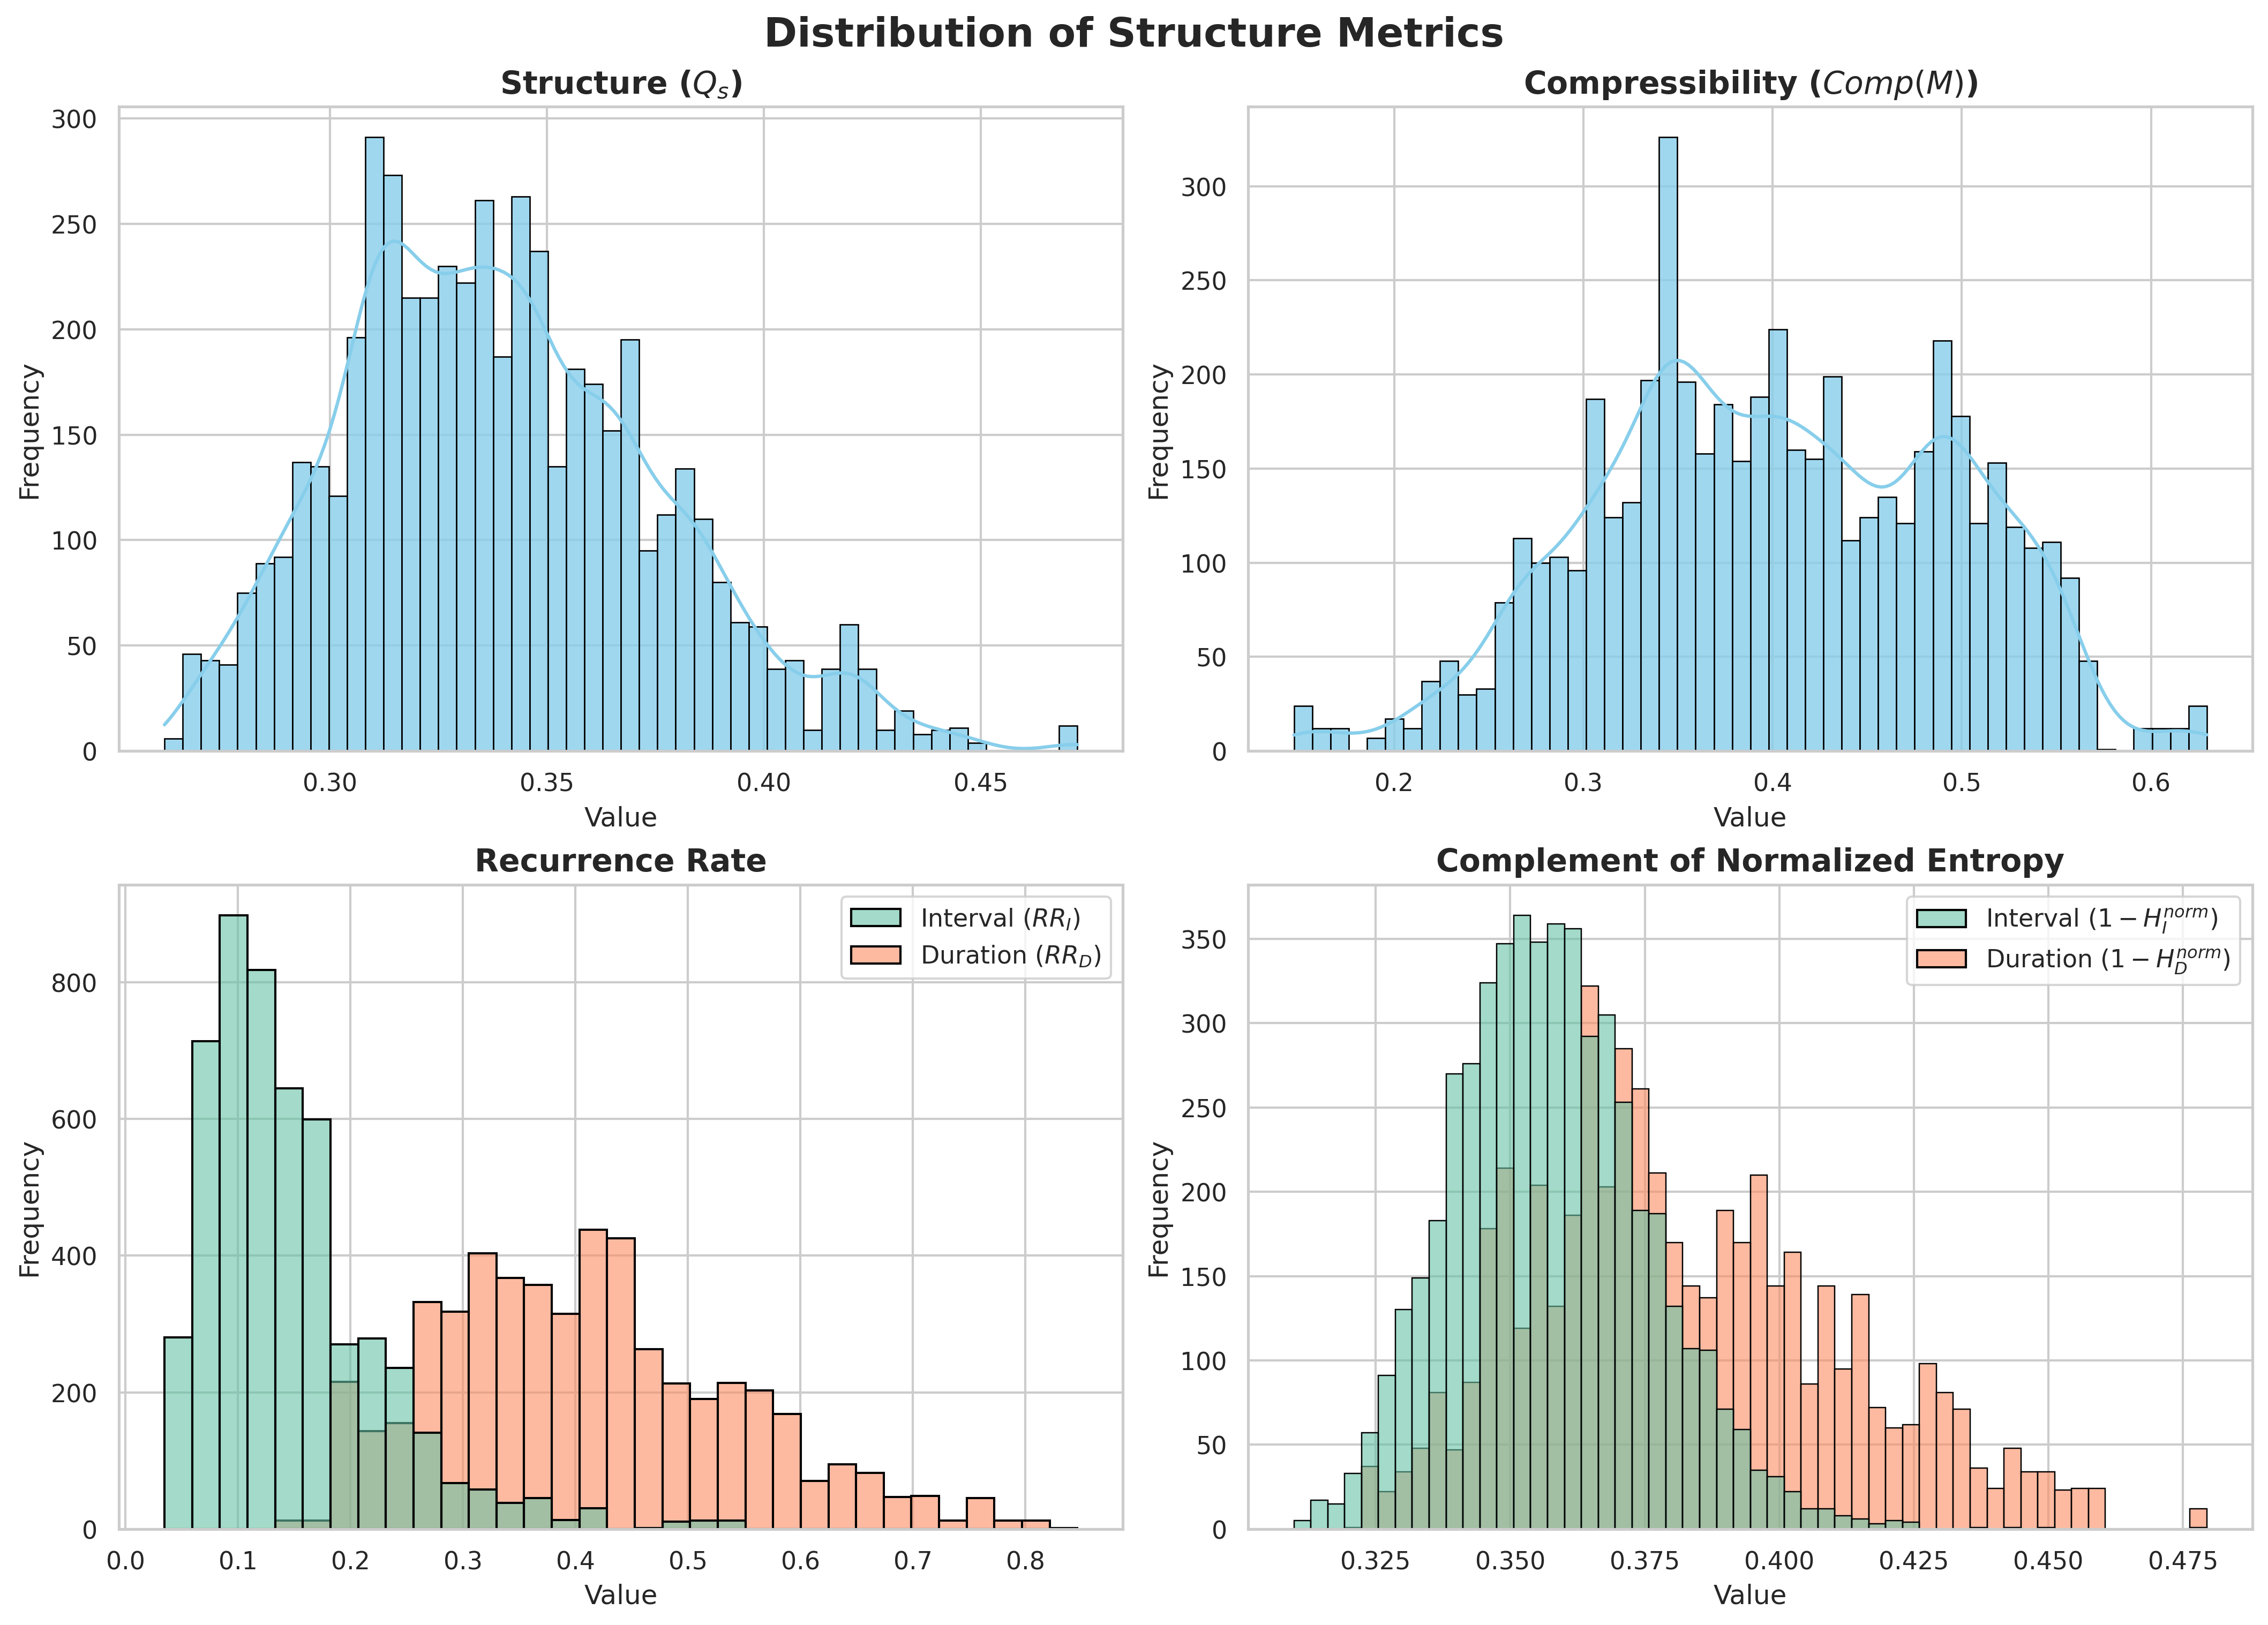 Distribution of Structure Metrics
Structure (Qₛ)
Frequency
300
250
200
150
100
50
0
0.30 0.35 0.40 0.45
Value
Compressibility (Comp(M))
Frequency
300
250
200
150
100
50
0
0.2 0.3 0.4 0.5 0.6
Value
Recurrence Rate
Interval (RR_I)
Duration (RR_D)
Frequency
800
600
400
200
0
0.0 0.1 0.2 0.3 0.4 0.5 0.6 0.7 0.8
Value
Complement of Normalized Entropy
Interval (1 − H_I^norm)
Duration (1 − H_D^norm)
Frequency
350
300
250
200
150
100
50
0
0.325 0.350 0.375 0.400 0.425 0.450 0.475
Value